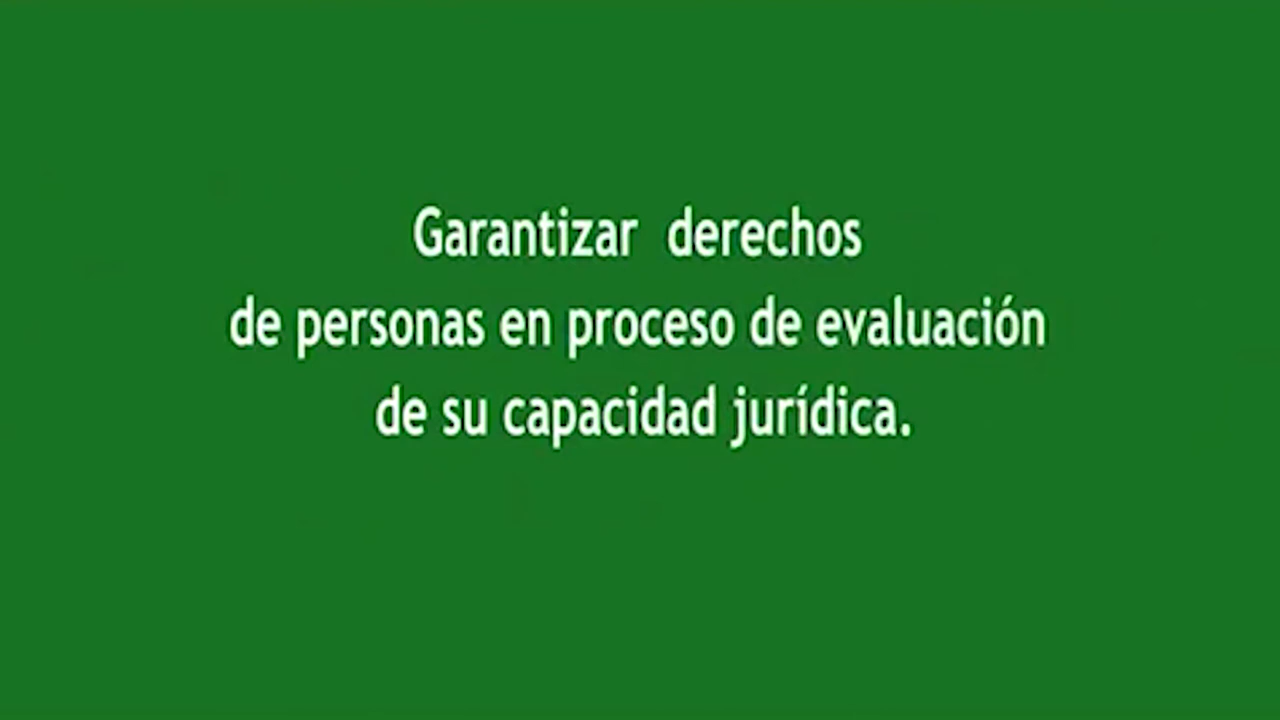 Garantizar derechos
de personas en proceso de evaluación
de su capacidad jurídica.